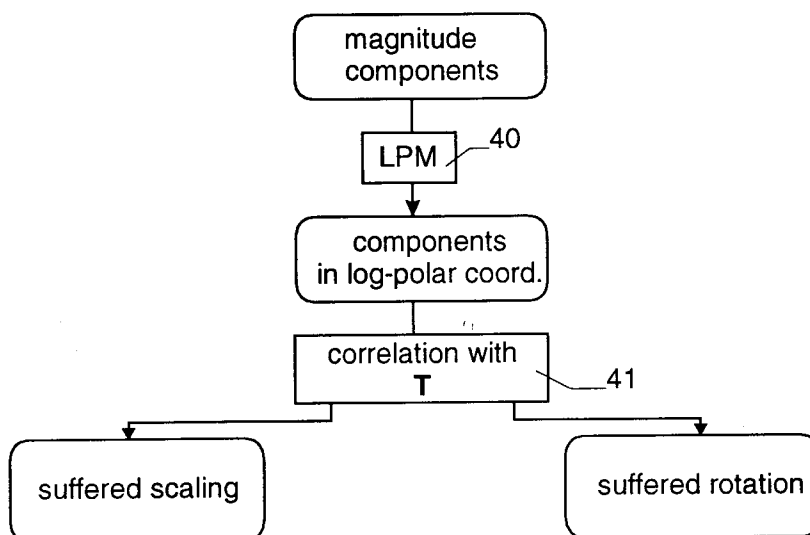 magnitude
components
LPM
40
components
in log-polar coord.
correlation with
T
41
suffered scaling
suffered rotation